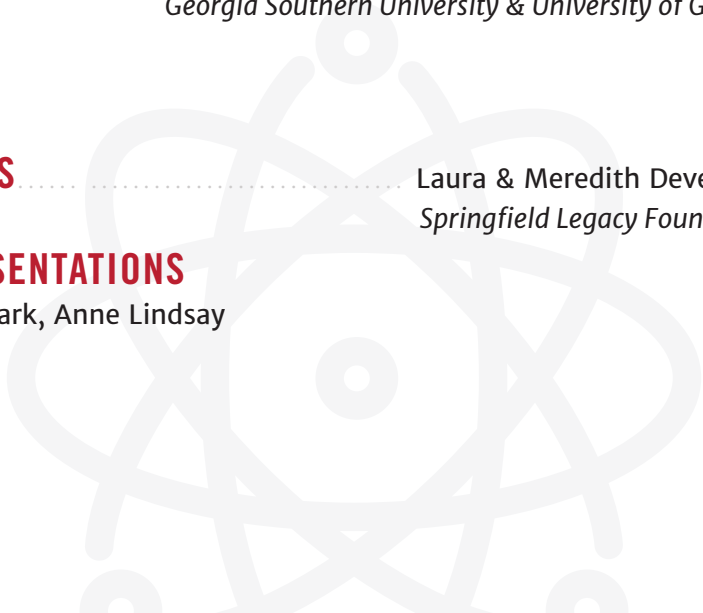 Georgia Southern University & University of G
S Laura & Meredith Deve
Springfield Legacy Foun
SENTATIONS
ark, Anne Lindsay